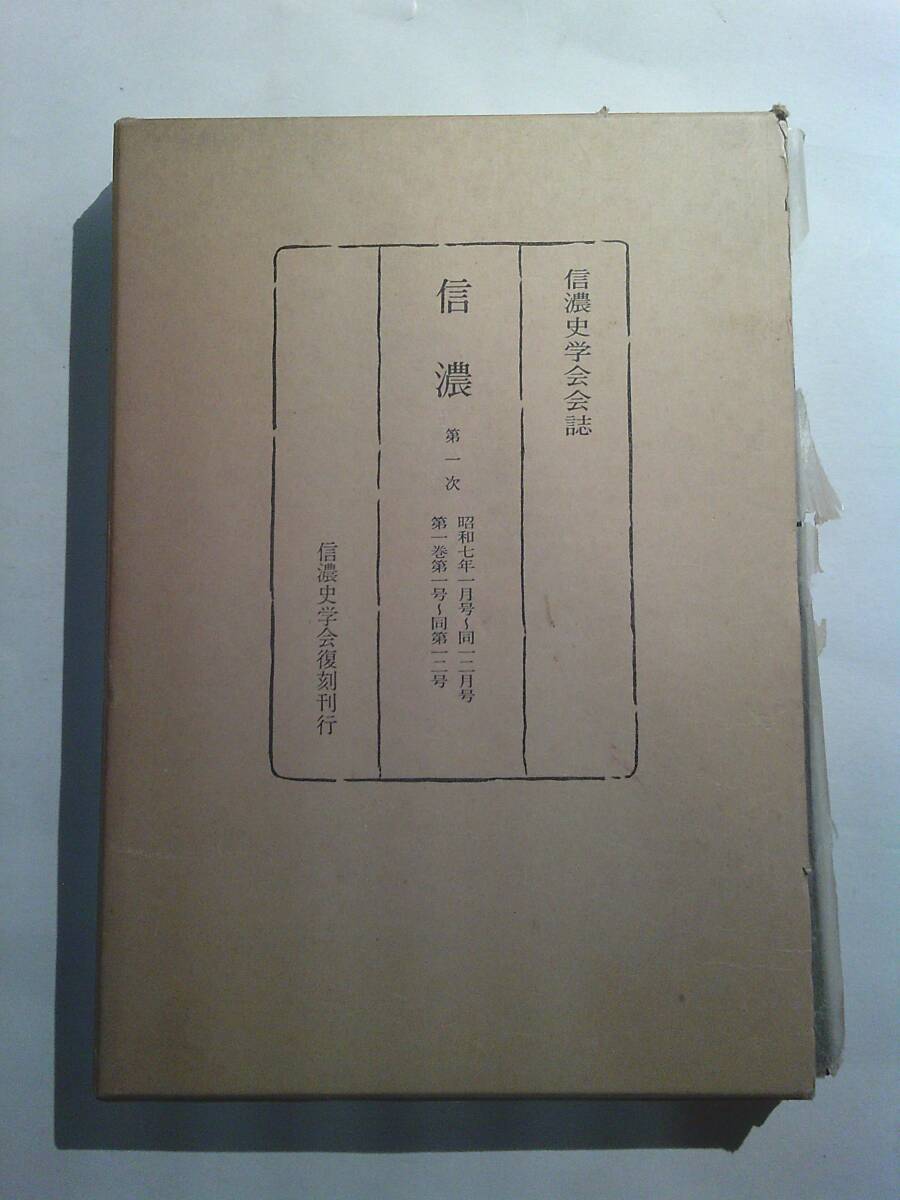 信濃史学会会誌
信濃
第一次
昭和七年一月号～同一二月号
第一巻第一号～同第一二号
信濃史学会復刻刊行